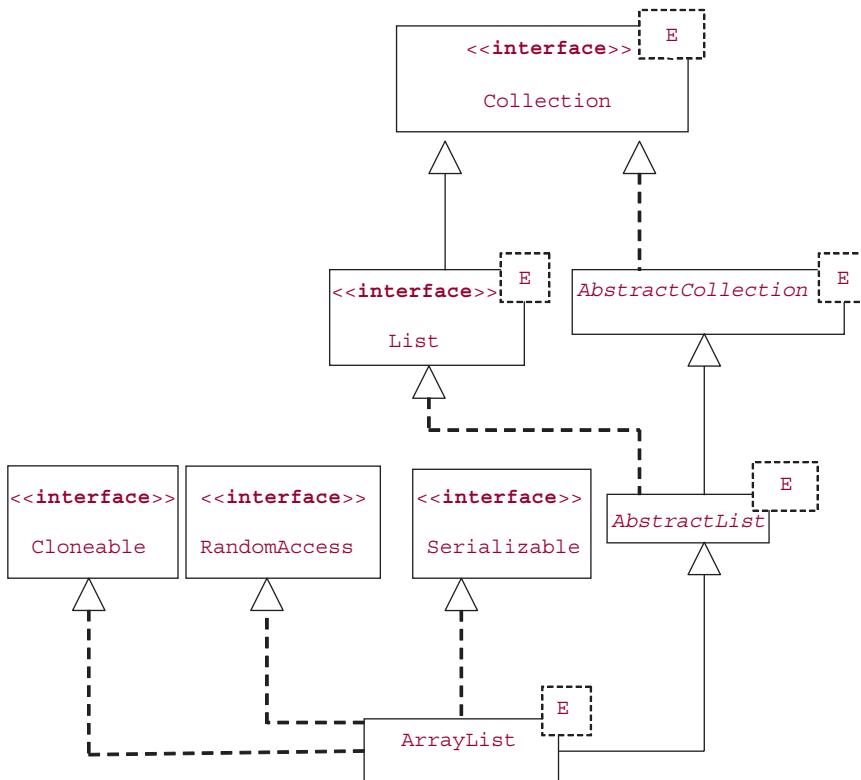 E
<<interface>>
Collection
E
<<interface>>
List
E
AbstractCollection
<<interface>>
Cloneable
<<interface>>
RandomAccess
<<interface>>
Serializable
E
AbstractList
E
ArrayList